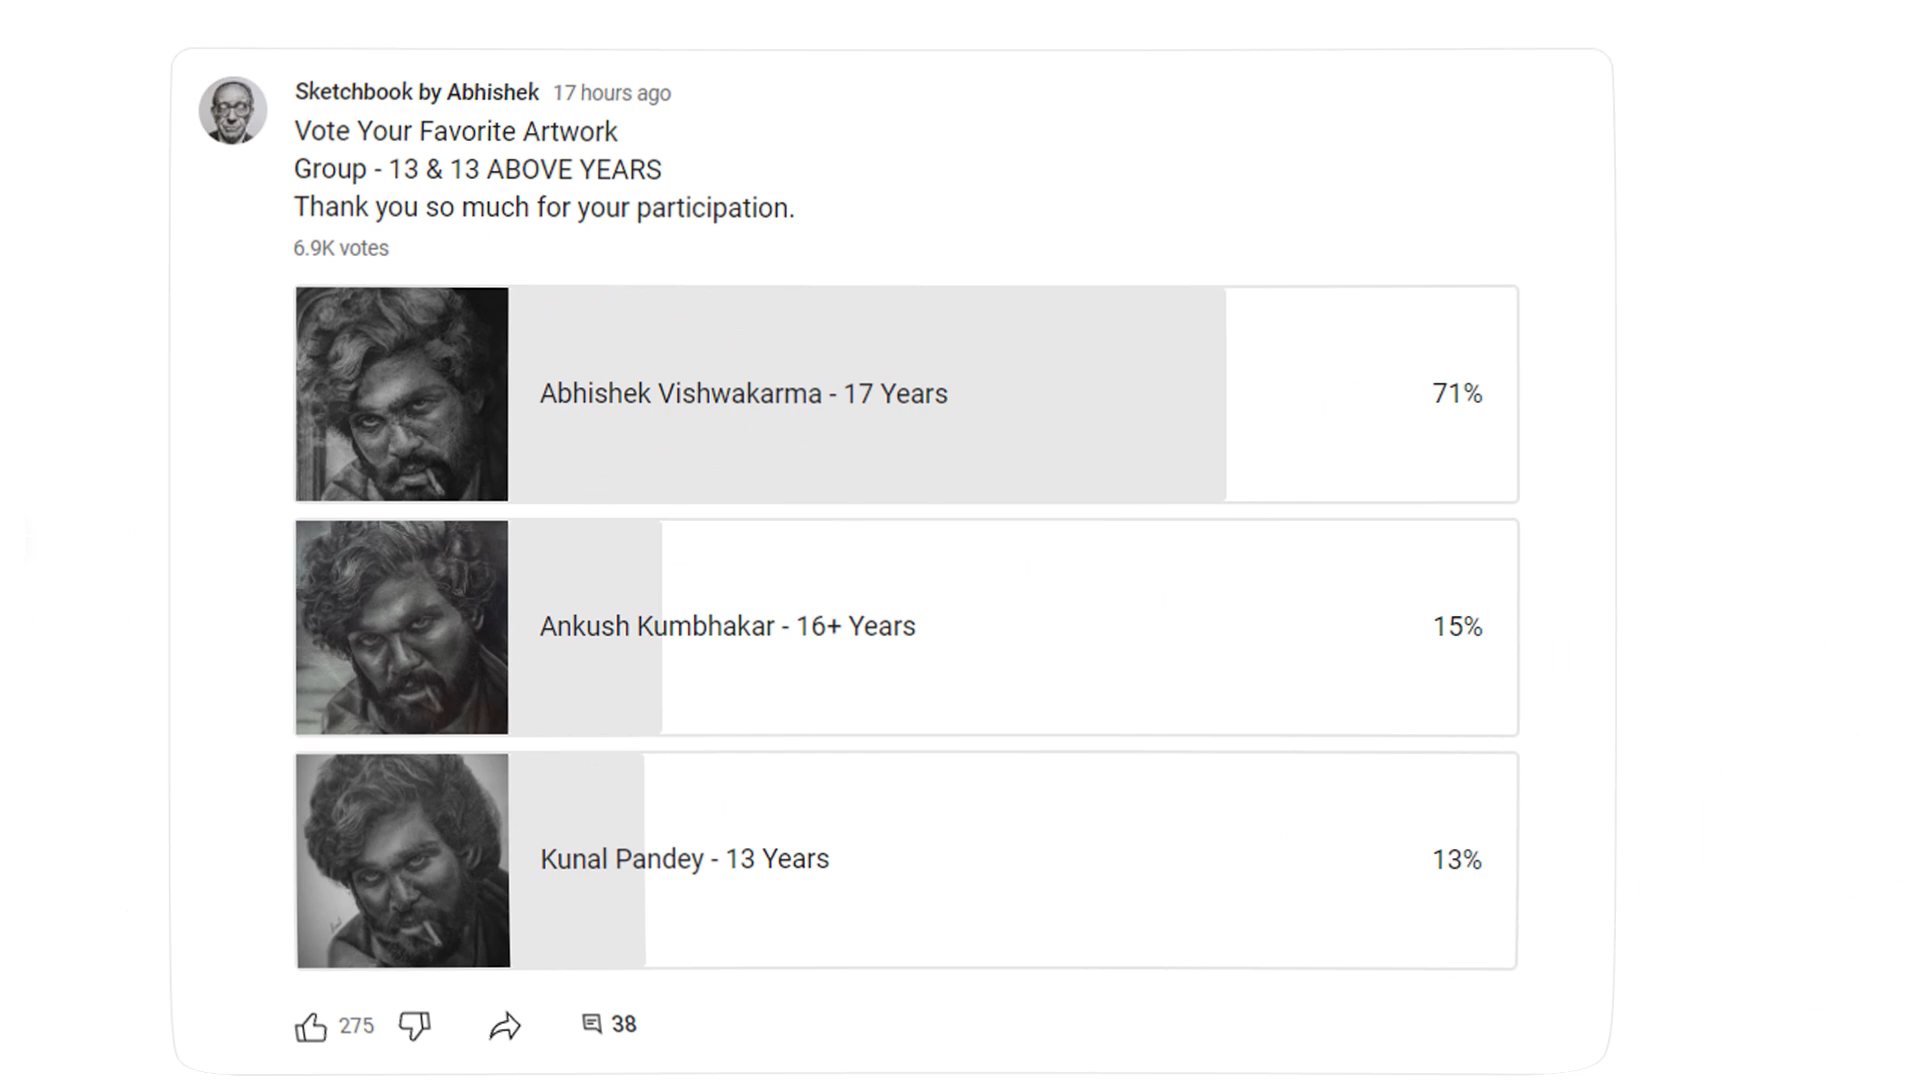 Sketchbook by Abhishek 17 hours ago
Vote Your Favorite Artwork
Group - 13 & 13 ABOVE YEARS
Thank you so much for your participation.
6.9K votes
Abhishek Vishwakarma - 17 Years 71%
Ankush Kumbhakar - 16+ Years 15%
Kunal Pandey - 13 Years 13%
275 38